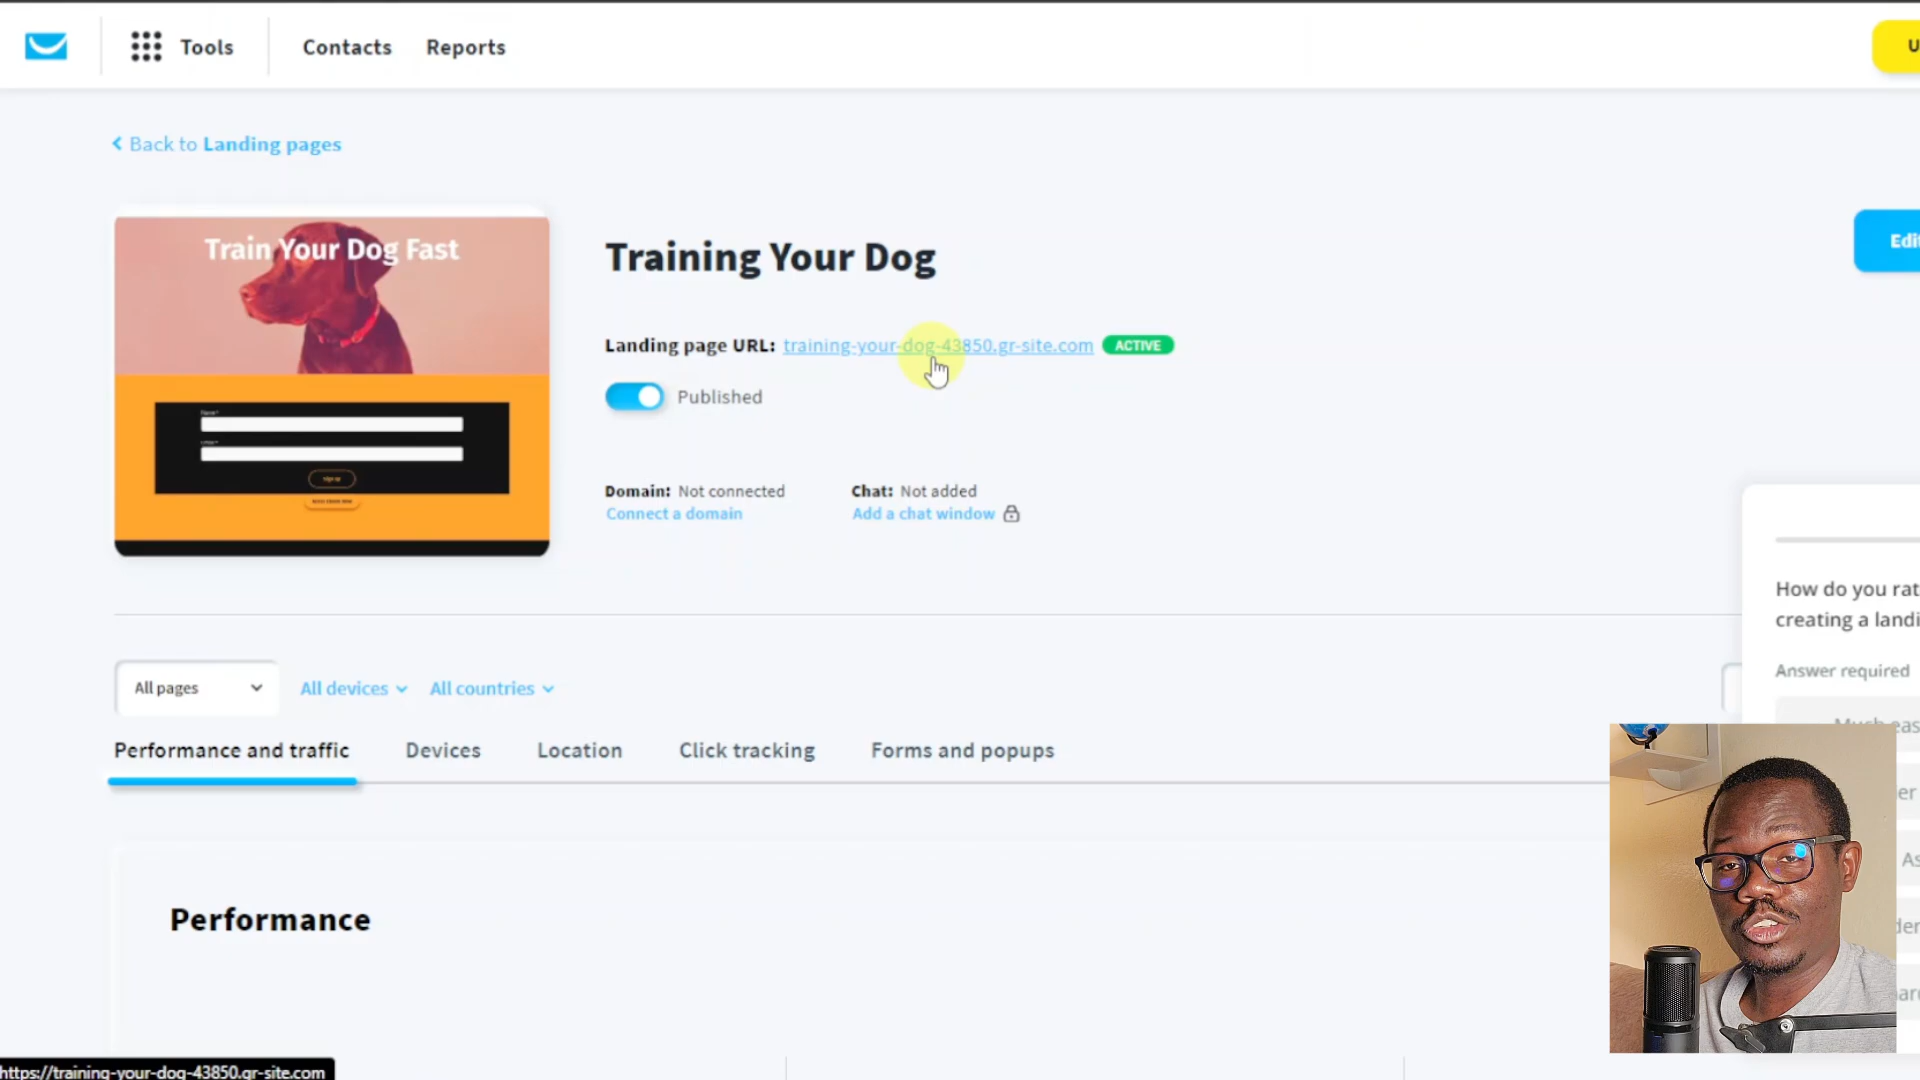 Tools
Contacts
Reports
Back to Landing pages
Train Your Dog Fast
Training Your Dog
Landing page URL: training-your-dog-43850.gr-site.com
ACTIVE
Published
Domain: Not connected
Connect a domain
Chat: Not added
Add a chat window
Edit
How do you rat
creating a landi
Answer required
All pages
All devices
All countries
Performance and traffic
Devices
Location
Click tracking
Forms and popups
Performance
https://training-your-dog-43850.gr-site.com